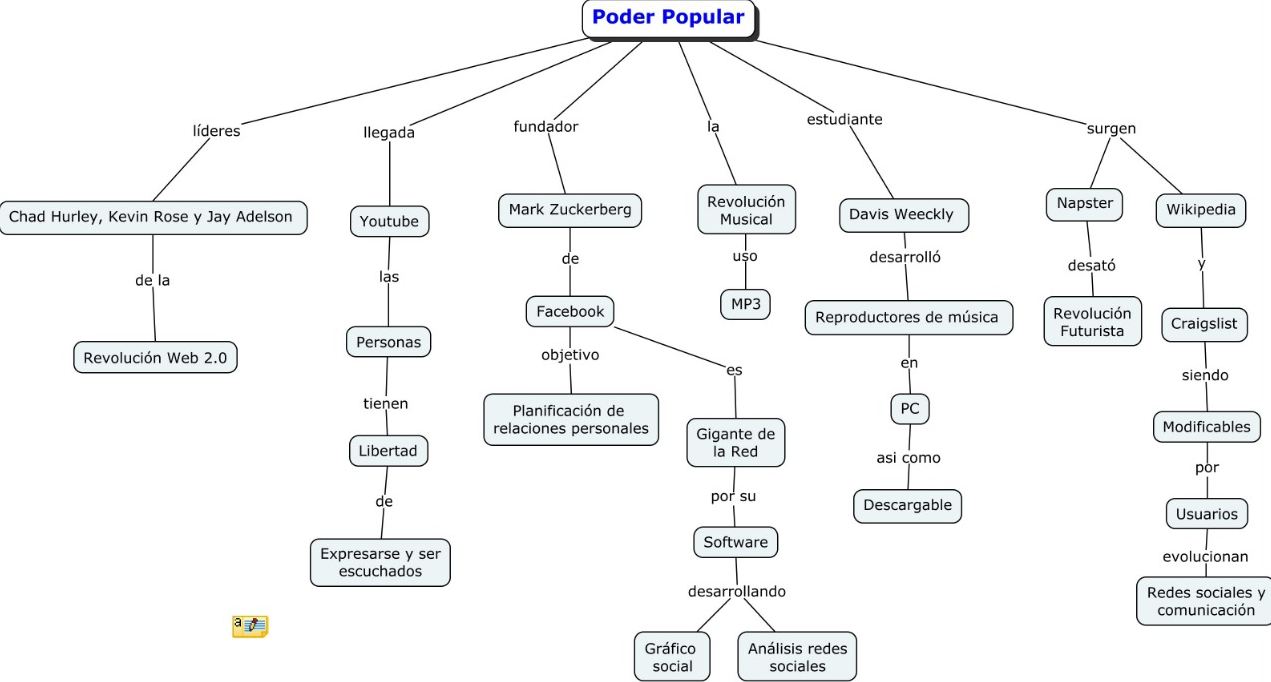 Poder Popular
líderes
llegada
fundador
la
estudiante
surgen
Chad Hurley, Kevin Rose y Jay Adelson
de la
Revolución Web 2.0
Youtube
las
Personas
tienen
Libertad
de
Expresarse y ser
escuchados
Mark Zuckerberg
de
Facebook
objetivo
Planificación de
relaciones personales
es
Gigante de
la Red
por su
Software
desarrollando
Gráfico
social
Análisis redes
sociales
Revolución
Musical
uso
MP3
Davis Weeckly
desarrolló
Reproductores de música
en
PC
asi como
Descargable
Napster
desató
Revolución
Futurista
Wikipedia
y
Craigslist
siendo
Modificables
por
Usuarios
evolucionan
Redes sociales y
comunicación
a